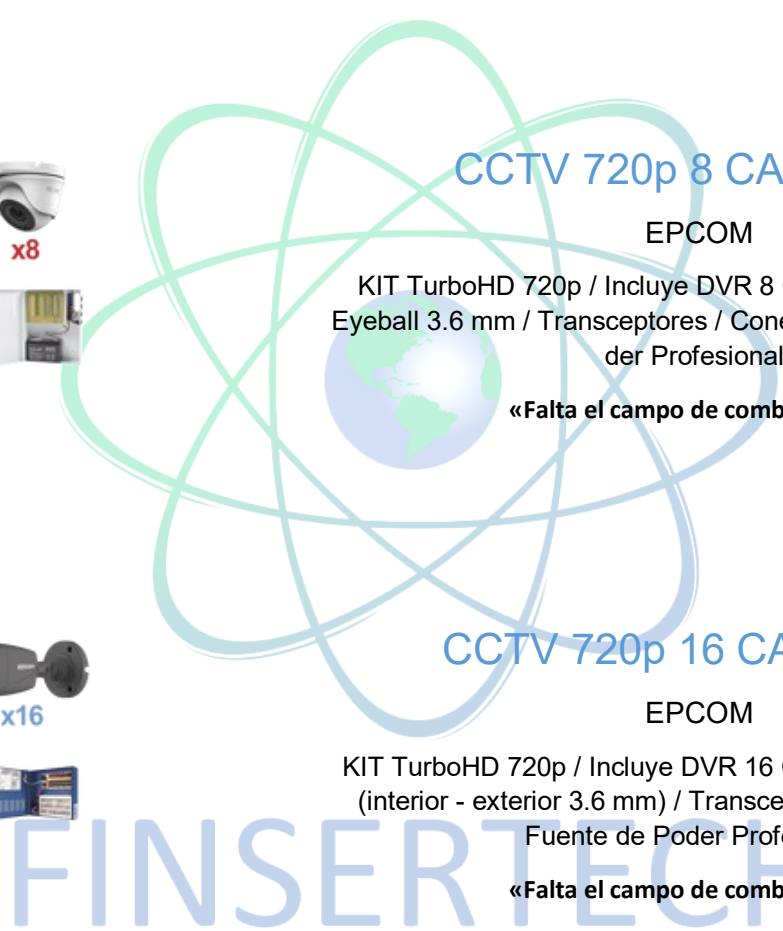 CCTV 720p 8 CA
x8
EPCOM
KIT TurboHD 720p / Incluye DVR 8
Eyeball 3.6 mm / Transceptores / Cone
der Profesional
«Falta el campo de comb
CCTV 720p 16 CA
x16
EPCOM
KIT TurboHD 720p / Incluye DVR 16
(interior - exterior 3.6 mm) / Transce
Fuente de Poder Profe
«Falta el campo de comb
FINSERTECH